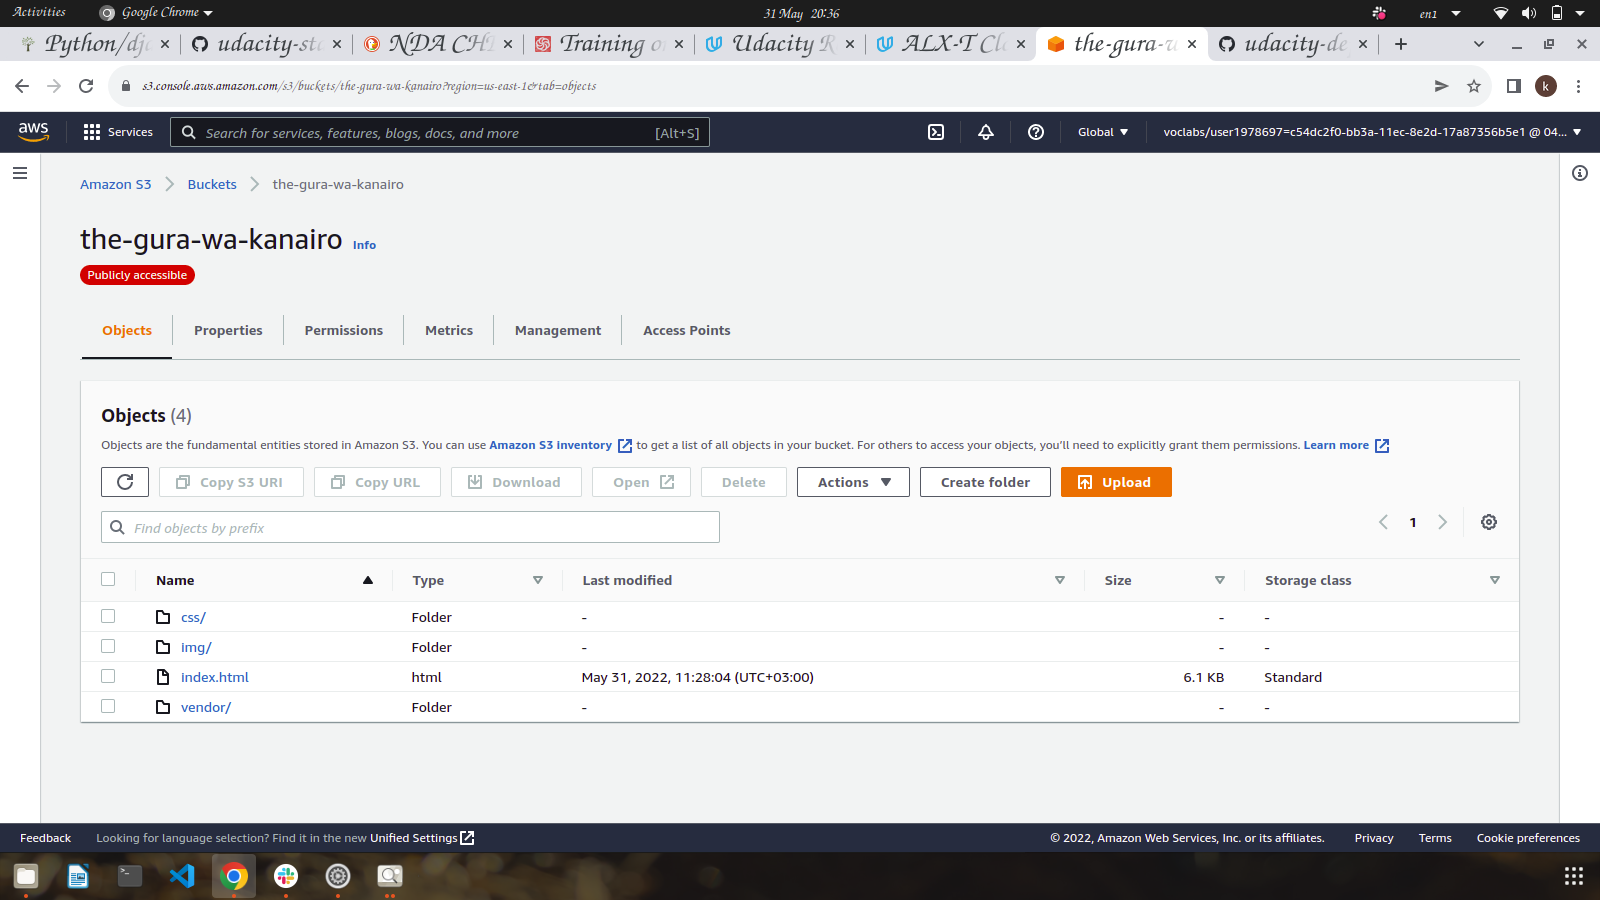 Activities
Google Chrome
31 May 20:36
en1
Python/djc
udacity-sta
NDA CHI
Training o
Udacity R
ALX-T Clo
the-gura-w
udacity-de
s3.console.aws.amazon.com/s3/buckets/the-gura-wa-kanairo?region=us-east-1&tab=objects
k
aws
Services
Search for services, features, blogs, docs, and more
[Alt+S]
Global
voclabs/user1978697=c54dc2f0-bb3a-11ec-8e2d-17a87356b5e1 @ 04...
Amazon S3
Buckets
the-gura-wa-kanairo
the-gura-wa-kanairo Info
Publicly accessible
Objects
Properties
Permissions
Metrics
Management
Access Points
Objects (4)
Objects are the fundamental entities stored in Amazon S3. You can use Amazon S3 inventory to get a list of all objects in your bucket. For others to access your objects, you'll need to explicitly grant them permissions. Learn more
Copy S3 URI
Copy URL
Download
Open
Delete
Actions
Create folder
Upload
Find objects by prefix
1
Name
Type
Last modified
Size
Storage class
css/ Folder - - -
img/ Folder - - -
index.html html May 31, 2022, 11:28:04 (UTC+03:00) 6.1 KB Standard
vendor/ Folder - - -
Feedback
Looking for language selection? Find it in the new Unified Settings
© 2022, Amazon Web Services, Inc. or its affiliates.
Privacy
Terms
Cookie preferences